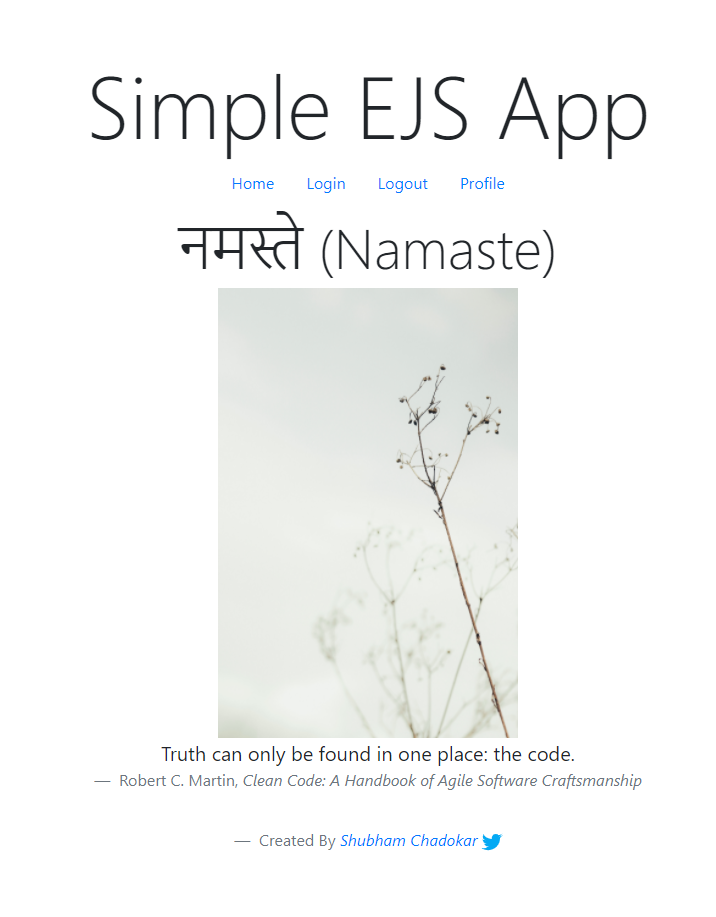 Simple EJS App
Home Login Logout Profile
नमस्ते (Namaste)
Truth can only be found in one place: the code.
— Robert C. Martin, Clean Code: A Handbook of Agile Software Craftsmanship
— Created By Shubham Chadokar